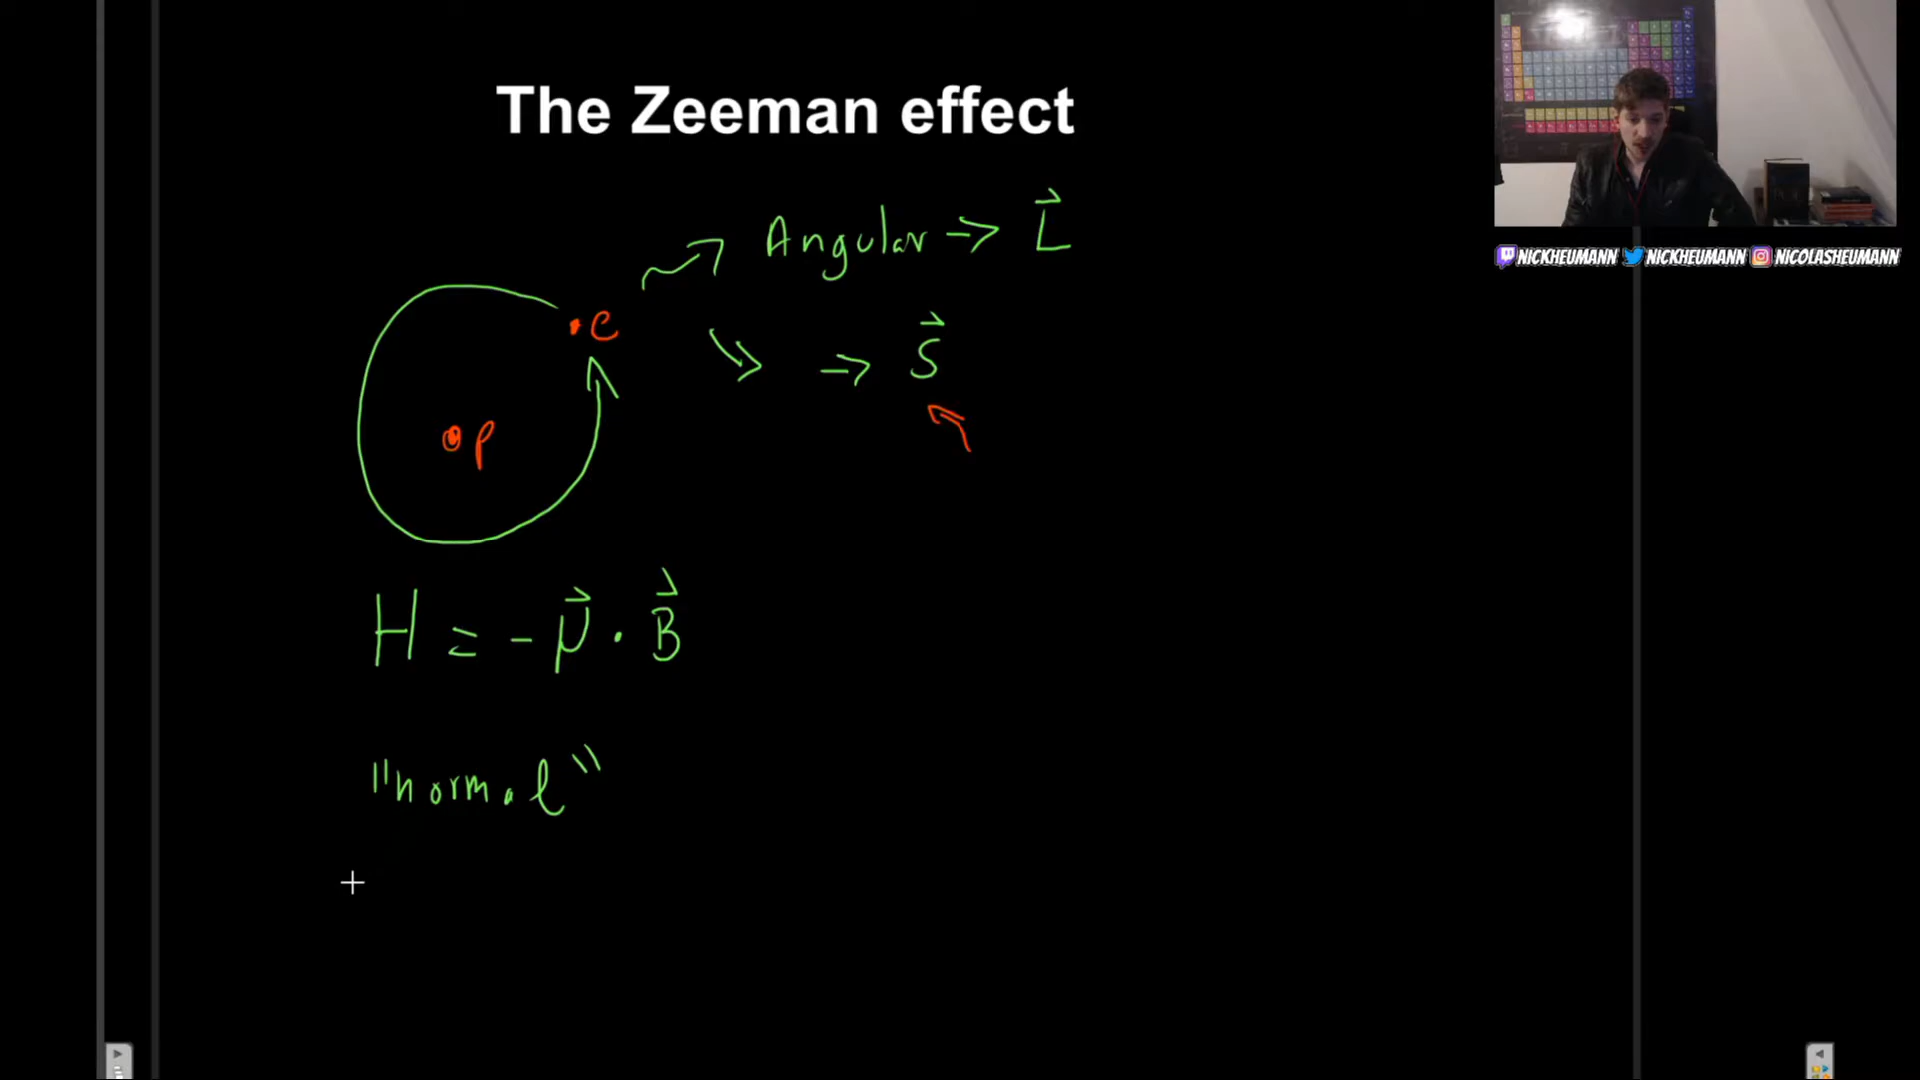 The Zeeman effect
Angular → L⃗
• e
→ S⃗
• p
H = - μ⃗ · B⃗
"normal"
NICKHEUMANN NICKHEUMANN NICOLASHEUMANN